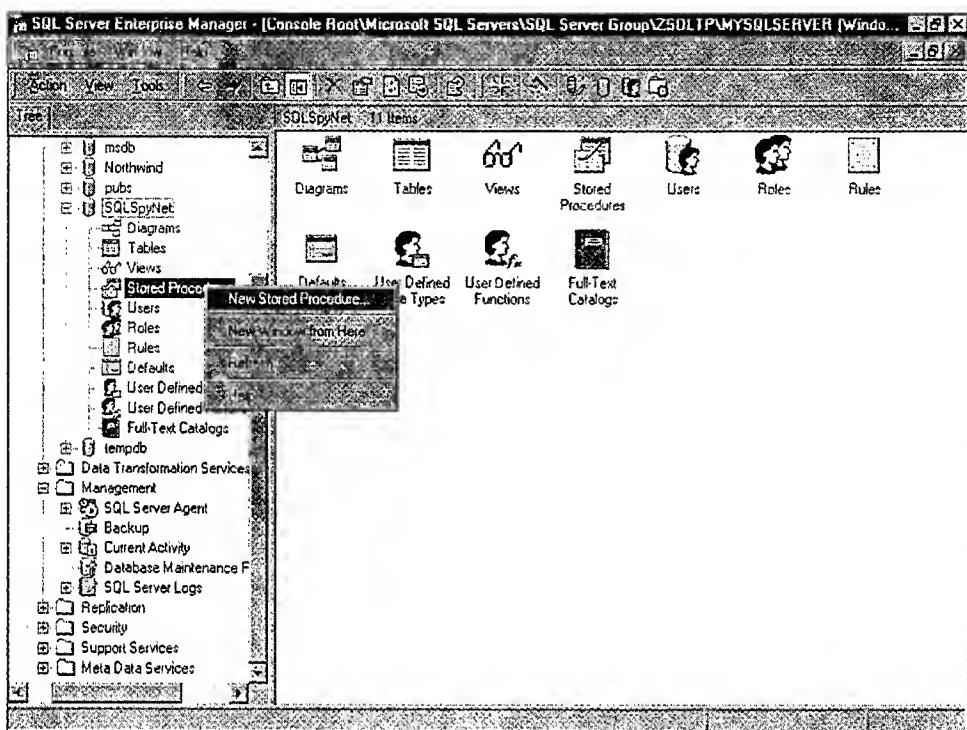 SQL Server Enterprise Manager - [Console Root\Microsoft SQL Servers\SQL Server Group\ZSOLTP\MYSQLSERVER (Windo...
Action View Tools
Tree
SQLSpyNet 11 Items
msdb
Northwind
pubs
SQLSpyNet
Diagrams
Tables
Views
Stored
Users
Roles
Rules
Defaults
User Defined
User Defined
Full-Text Catalogs
tempdb
Data Transformation Services
Management
SQL Server Agent
Backup
Current Activity
Database Maintenance P
SQL Server Logs
Replication
Security
Support Services
Meta Data Services
New Stored Procedure...
New Window from Here
Diagrams
Tables
Views
Stored Procedures
Users
Roles
Rules
Defaults
User Defined
Types
User Defined Functions
Full-Text Catalogs